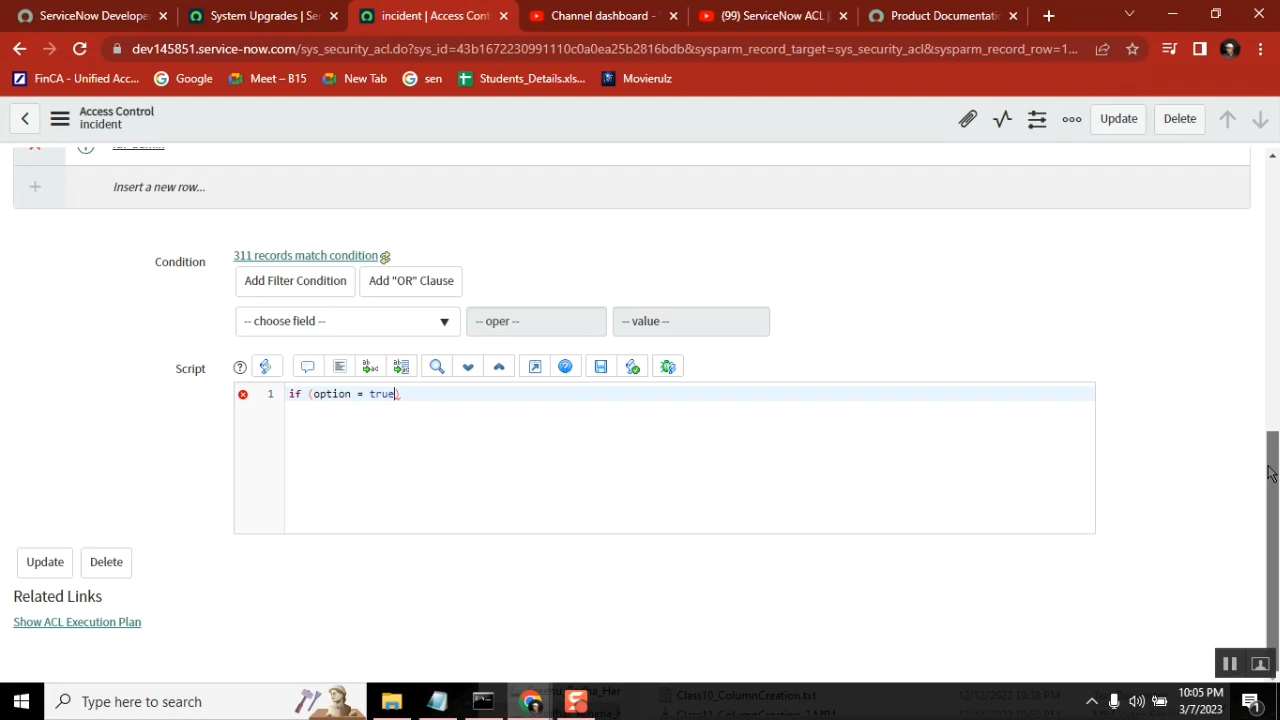 ServiceNow Developer
System Upgrades | Ser
incident | Access Cont
Channel dashboard -
(99) ServiceNow ACL |
Product Documentatio
dev145851.service-now.com/sys_security_acl.do?sys_id=43b1672230991110c0a0ea25b2816bdb&sysparm_record_target=sys_security_acl&sysparm_record_row=1...
FinCA - Unified Acc...
Google
Meet – B15
New Tab
sen
Students_Details.xls...
Movierulz
Access Control
incident
Update
Delete
Insert a new row...
Condition
311 records match condition
Add Filter Condition
Add "OR" Clause
-- choose field --
-- oper --
-- value --
Script
1
if (option = true)
Update
Delete
Related Links
Show ACL Execution Plan
Type here to search
Class10_ColumnCreation.txt
10:05 PM
3/7/2023